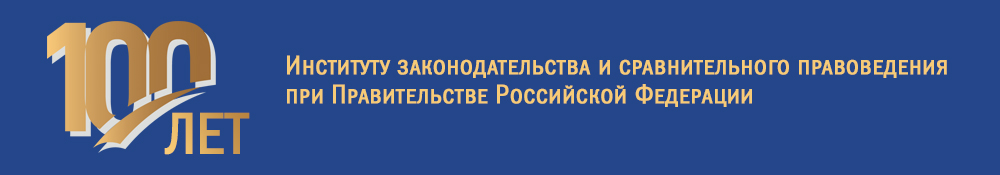 100
ЛЕТ
Институту законодательства и сравнительного правоведения
при Правительстве Российской Федерации